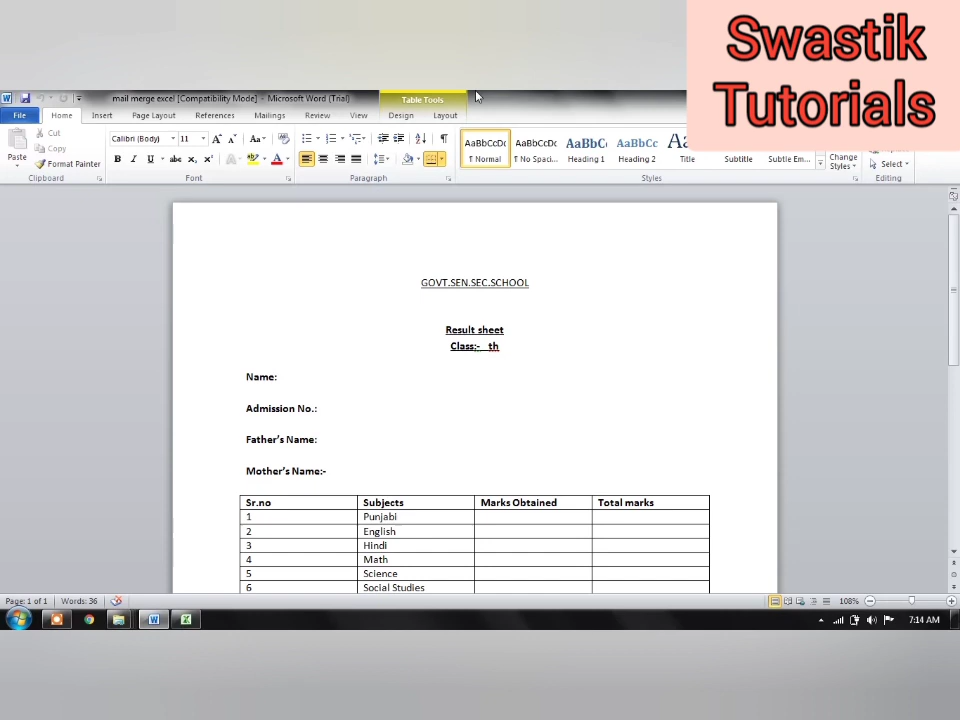 Swastik
Tutorials
mail merge excel [Compatibility Mode] - Microsoft Word (Trial)
Table Tools
File
Home
Insert
Page Layout
References
Mailings
Review
View
Design
Layout
Paste
Cut
Copy
Format Painter
Clipboard
Calibri (Body)
11
Font
Paragraph
AaBbCcDc
¶ Normal
AaBbCcDc
¶ No Spaci...
AaBbC
Heading 1
AaBbCc
Heading 2
Title
Subtitle
Subtle Em...
Styles
Change
Styles
Select
Editing
GOVT.SEN.SEC.SCHOOL
Result sheet
Class:- th
Name:
Admission No.:
Father's Name:
Mother's Name:-
Sr.no Subjects Marks Obtained Total marks
1 Punjabi
2 English
3 Hindi
4 Math
5 Science
6 Social Studies
Page: 1 of 1
Words: 36
108%
7:14 AM